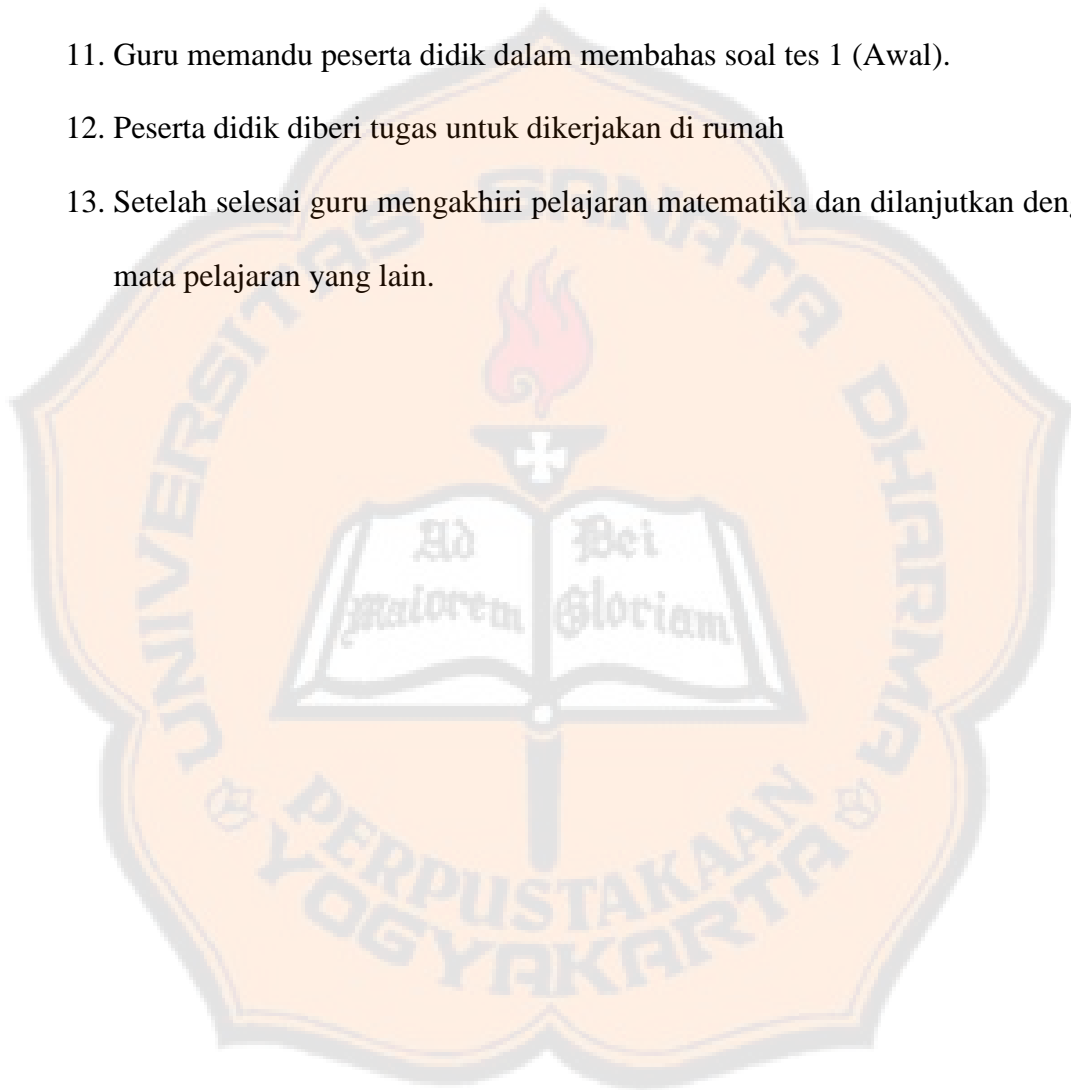 11. Guru memandu peserta didik dalam membahas soal tes 1 (Awal).
12. Peserta didik diberi tugas untuk dikerjakan di rumah
13. Setelah selesai guru mengakhiri pelajaran matematika dan dilanjutkan deng
mata pelajaran yang lain.
UNIVERSITAS SANATA DHARMA
Ad Dei
Maiorem Gloriam
PERPUSTAKAAN
YOGYAKARTA